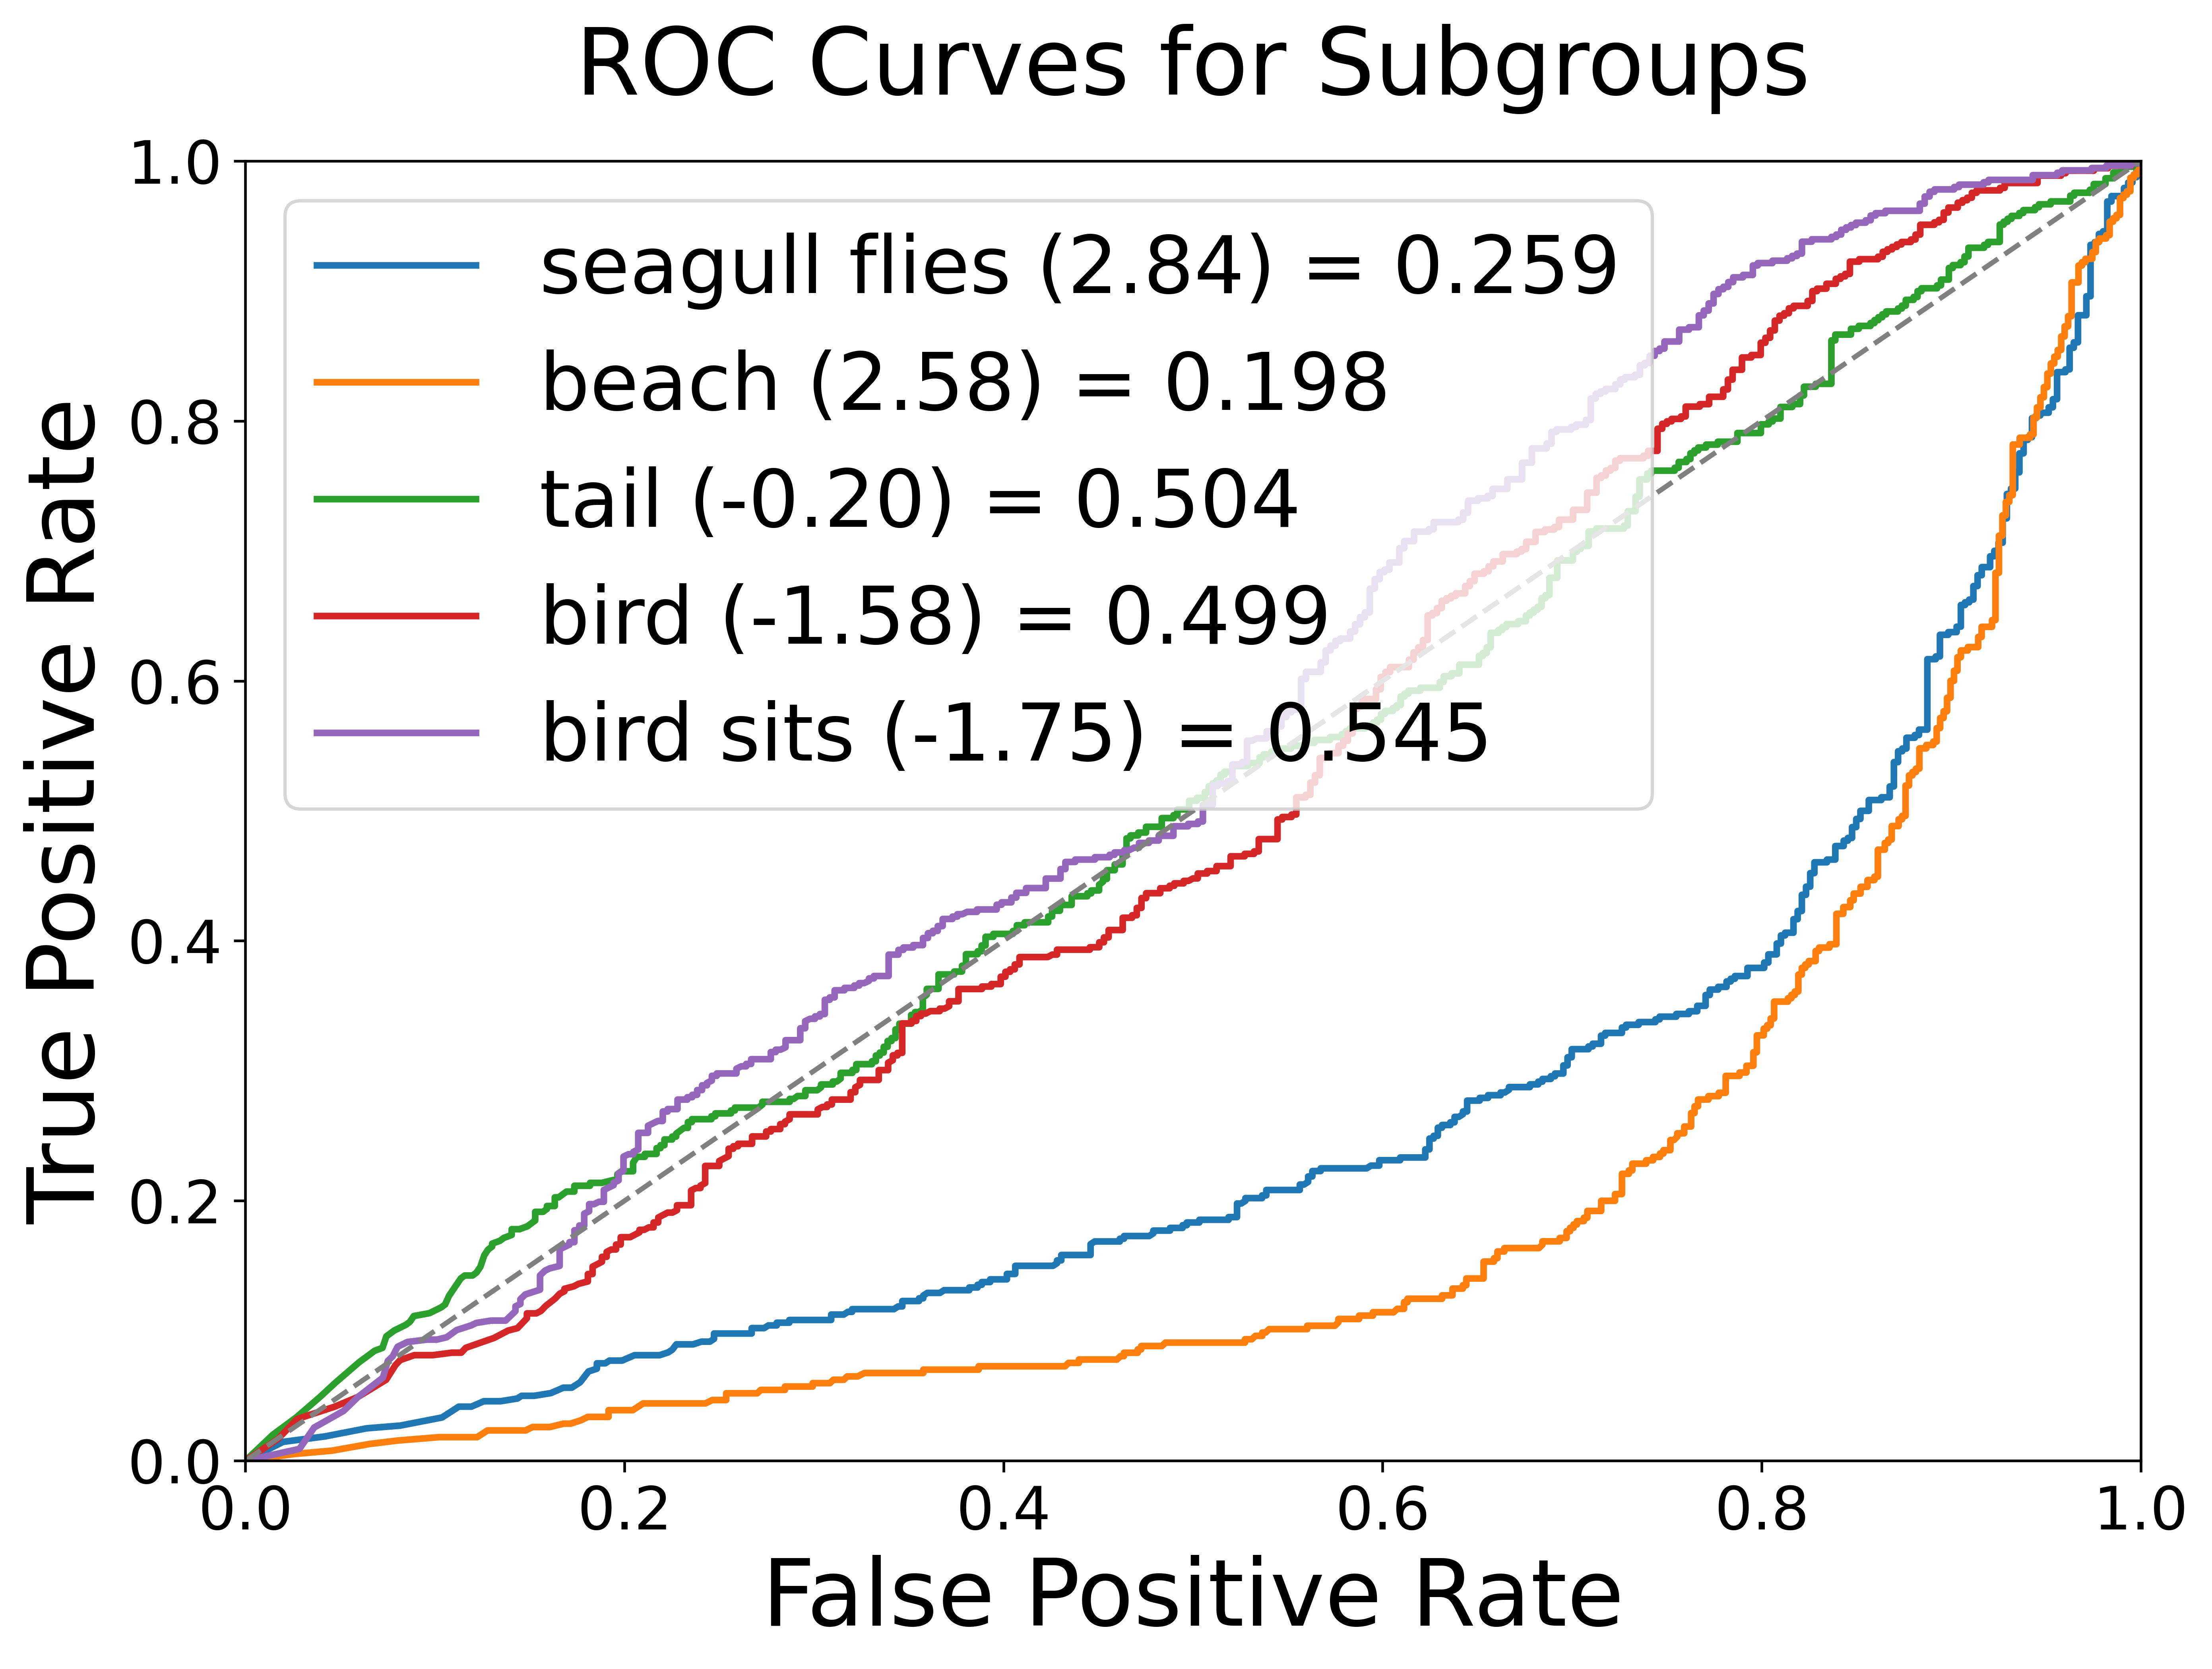 ROC Curves for Subgroups
True Positive Rate
1.0
0.8
0.6
0.4
0.2
0.0
seagull flies (2.84) = 0.259
beach (2.58) = 0.198
tail (-0.20) = 0.504
bird (-1.58) = 0.499
bird sits (-1.75) = 0.545
0.0 0.2 0.4 0.6 0.8 1.0
False Positive Rate